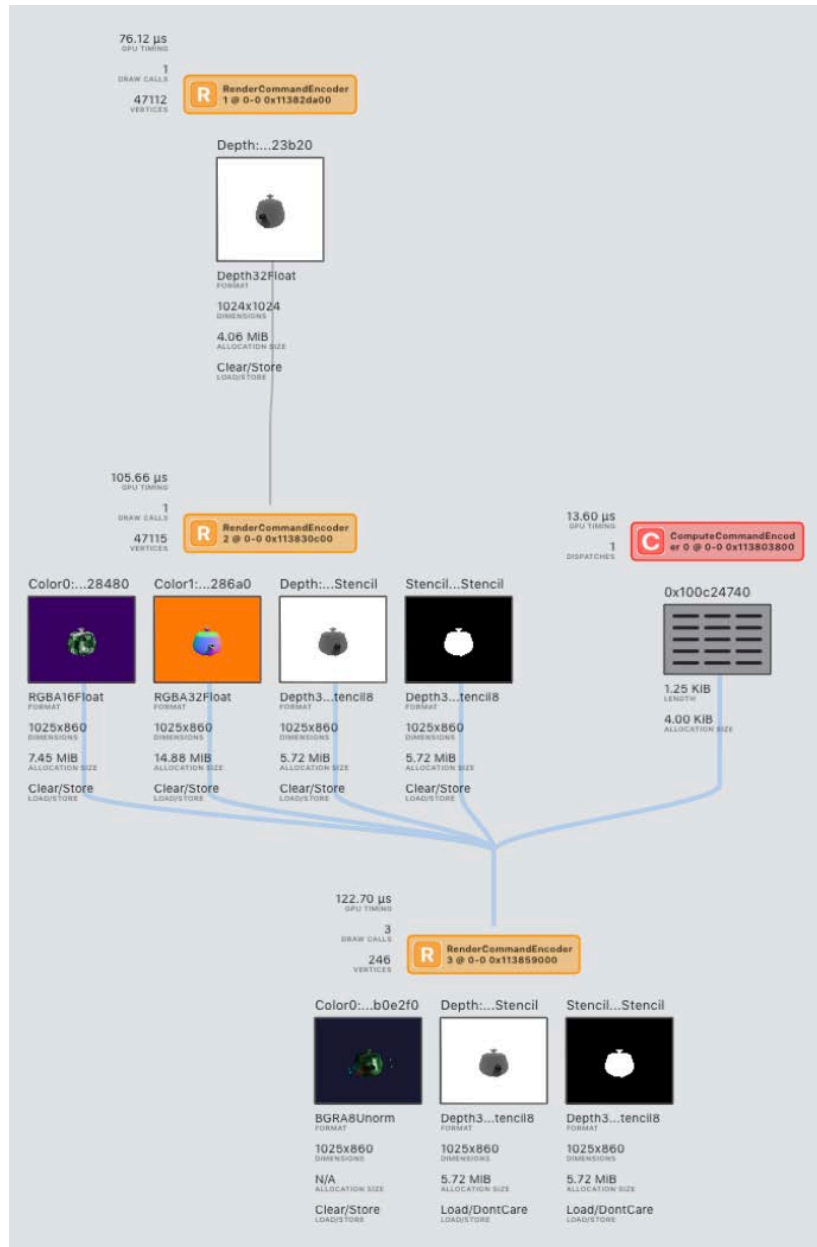 76.12 µs
GPU TIMING
1
DRAW CALLS
47112
VERTICES
R
RenderCommandEncoder
1 @ 0-0 0x11382da00
Depth:...23b20
Depth32Float
FORMAT
1024x1024
DIMENSIONS
4.06 MiB
ALLOCATION SIZE
Clear/Store
LOAD/STORE
105.66 µs
GPU TIMING
1
DRAW CALLS
47115
VERTICES
R
RenderCommandEncoder
2 @ 0-0 0x113830c00
13.60 µs
GPU TIMING
1
DISPATCHES
C
ComputeCommandEncod
er 0 @ 0-0 0x113803800
Color0:...28480
RGBA16Float
FORMAT
1025x860
DIMENSIONS
7.45 MiB
ALLOCATION SIZE
Clear/Store
LOAD/STORE
Color1:...286a0
RGBA32Float
FORMAT
1025x860
DIMENSIONS
14.88 MiB
ALLOCATION SIZE
Clear/Store
LOAD/STORE
Depth:...Stencil
Depth3...tencil8
FORMAT
1025x860
DIMENSIONS
5.72 MiB
ALLOCATION SIZE
Clear/Store
LOAD/STORE
Stencil...Stencil
Depth3...tencil8
FORMAT
1025x860
DIMENSIONS
5.72 MiB
ALLOCATION SIZE
Clear/Store
LOAD/STORE
0x100c24740
1.25 KiB
LENGTH
4.00 KiB
ALLOCATION SIZE
122.70 µs
GPU TIMING
3
DRAW CALLS
246
VERTICES
R
RenderCommandEncoder
3 @ 0-0 0x113859000
Color0:...b0e2f0
BGRA8Unorm
FORMAT
1025x860
DIMENSIONS
N/A
ALLOCATION SIZE
Clear/Store
LOAD/STORE
Depth:...Stencil
Depth3...tencil8
FORMAT
1025x860
DIMENSIONS
5.72 MiB
ALLOCATION SIZE
Load/DontCare
LOAD/STORE
Stencil...Stencil
Depth3...tencil8
FORMAT
1025x860
DIMENSIONS
5.72 MiB
ALLOCATION SIZE
Load/DontCare
LOAD/STORE